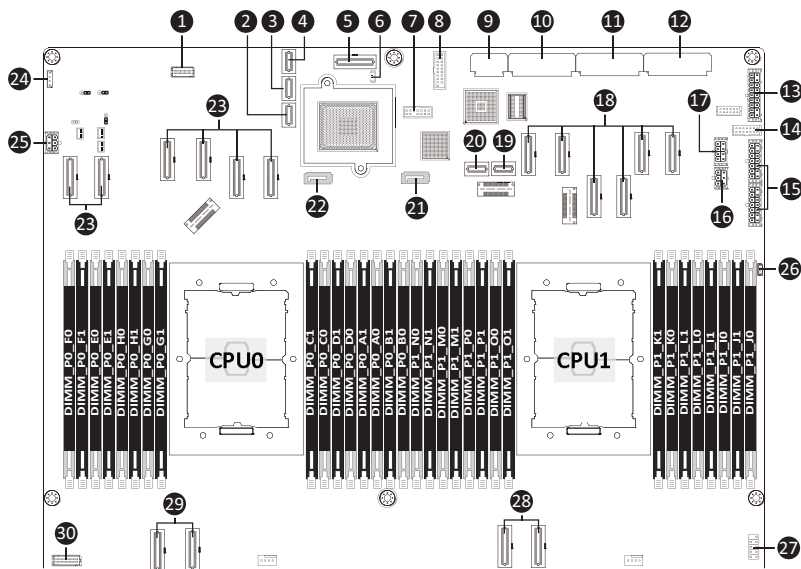 1
2
3
4
5
6
7
8
9
10
11
12
13
14
15
16
17
18
19
20
21
22
23
23
24
25
26
DIMM_P0_F0
DIMM_P0_F1
DIMM_P0_E0
DIMM_P0_E1
DIMM_P0_H0
DIMM_P0_H1
DIMM_P0_G0
DIMM_P0_G1
CPU0
DIMM_P0_C1
DIMM_P0_C0
DIMM_P0_D1
DIMM_P0_D0
DIMM_P0_A1
DIMM_P0_A0
DIMM_P0_B1
DIMM_P0_B0
DIMM_P1_N0
DIMM_P1_N1
DIMM_P1_M0
DIMM_P1_M1
DIMM_P1_P0
DIMM_P1_P1
DIMM_P1_O0
DIMM_P1_O1
CPU1
DIMM_P1_K1
DIMM_P1_K0
DIMM_P1_L1
DIMM_P1_L0
DIMM_P1_I1
DIMM_P1_I0
DIMM_P1_J1
DIMM_P1_J0
29
28
30
27